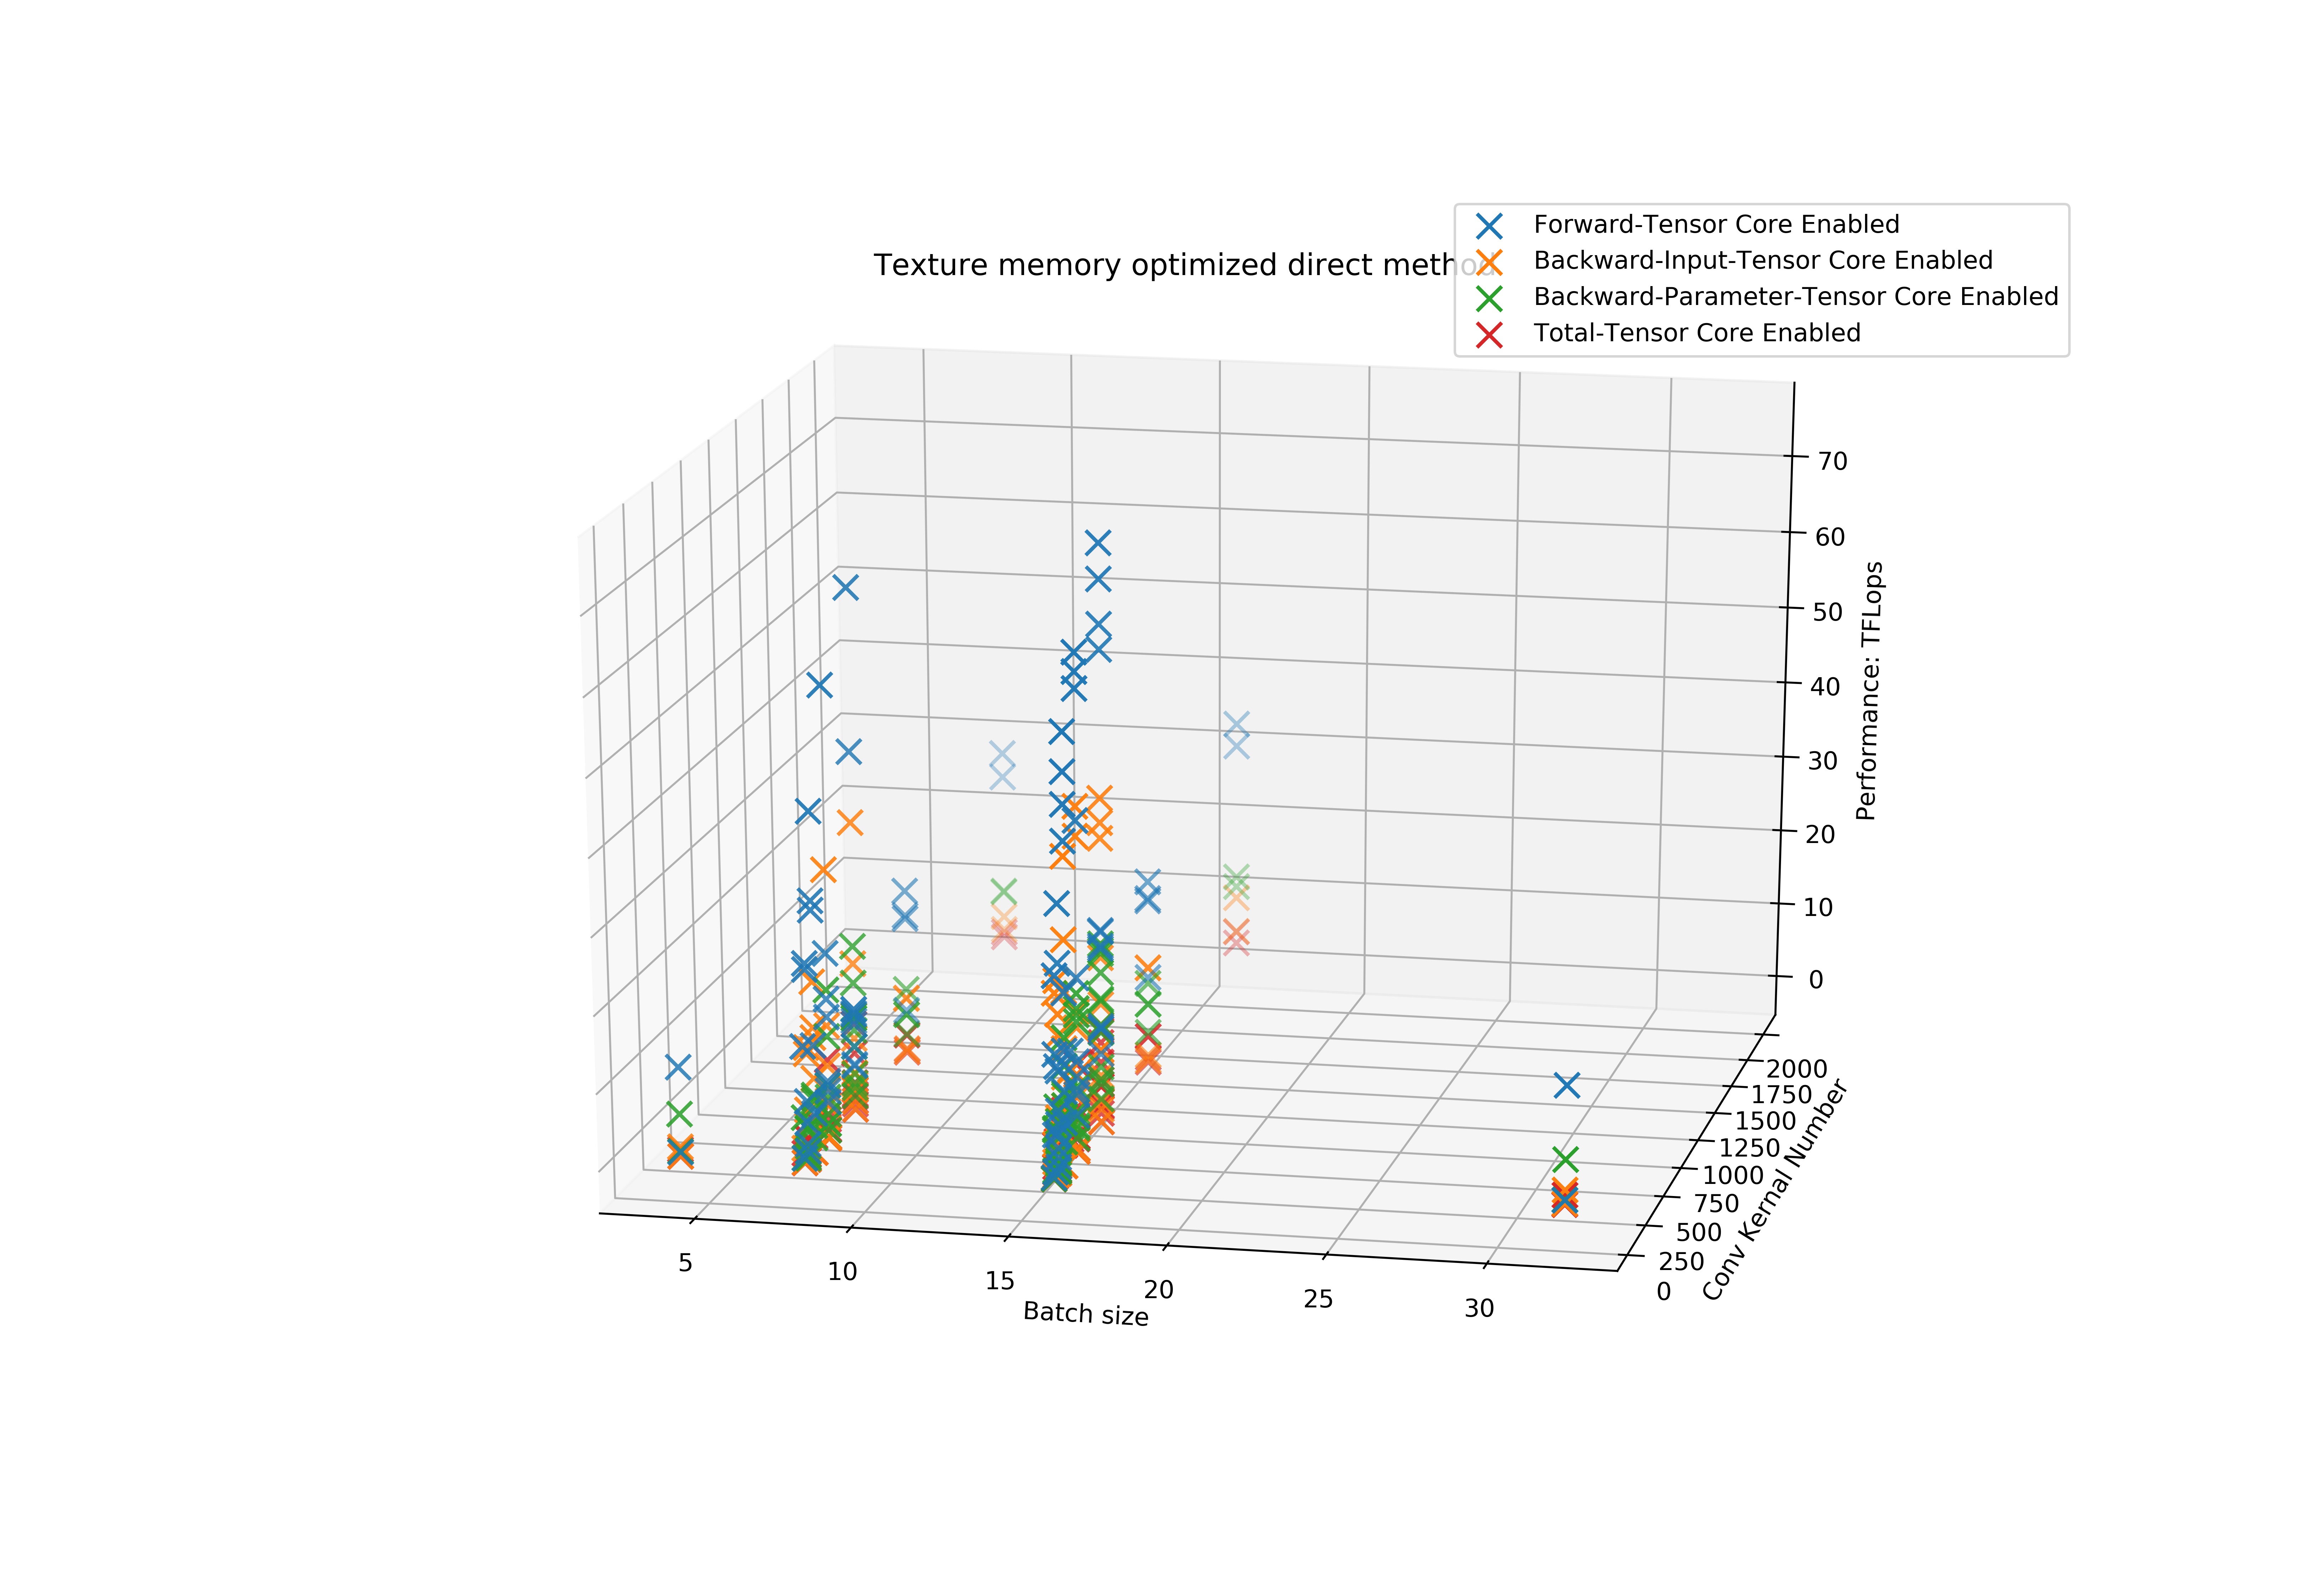 Texture memory optimized direct method
Forward-Tensor Core Enabled
Backward-Input-Tensor Core Enabled
Backward-Parameter-Tensor Core Enabled
Total-Tensor Core Enabled
70
60
50
40
30
20
10
0
Performance: TFLops
2000
1750
1500
1250
1000
750
500
250
0
Conv Kernal Number
5
10
15
20
25
30
Batch size